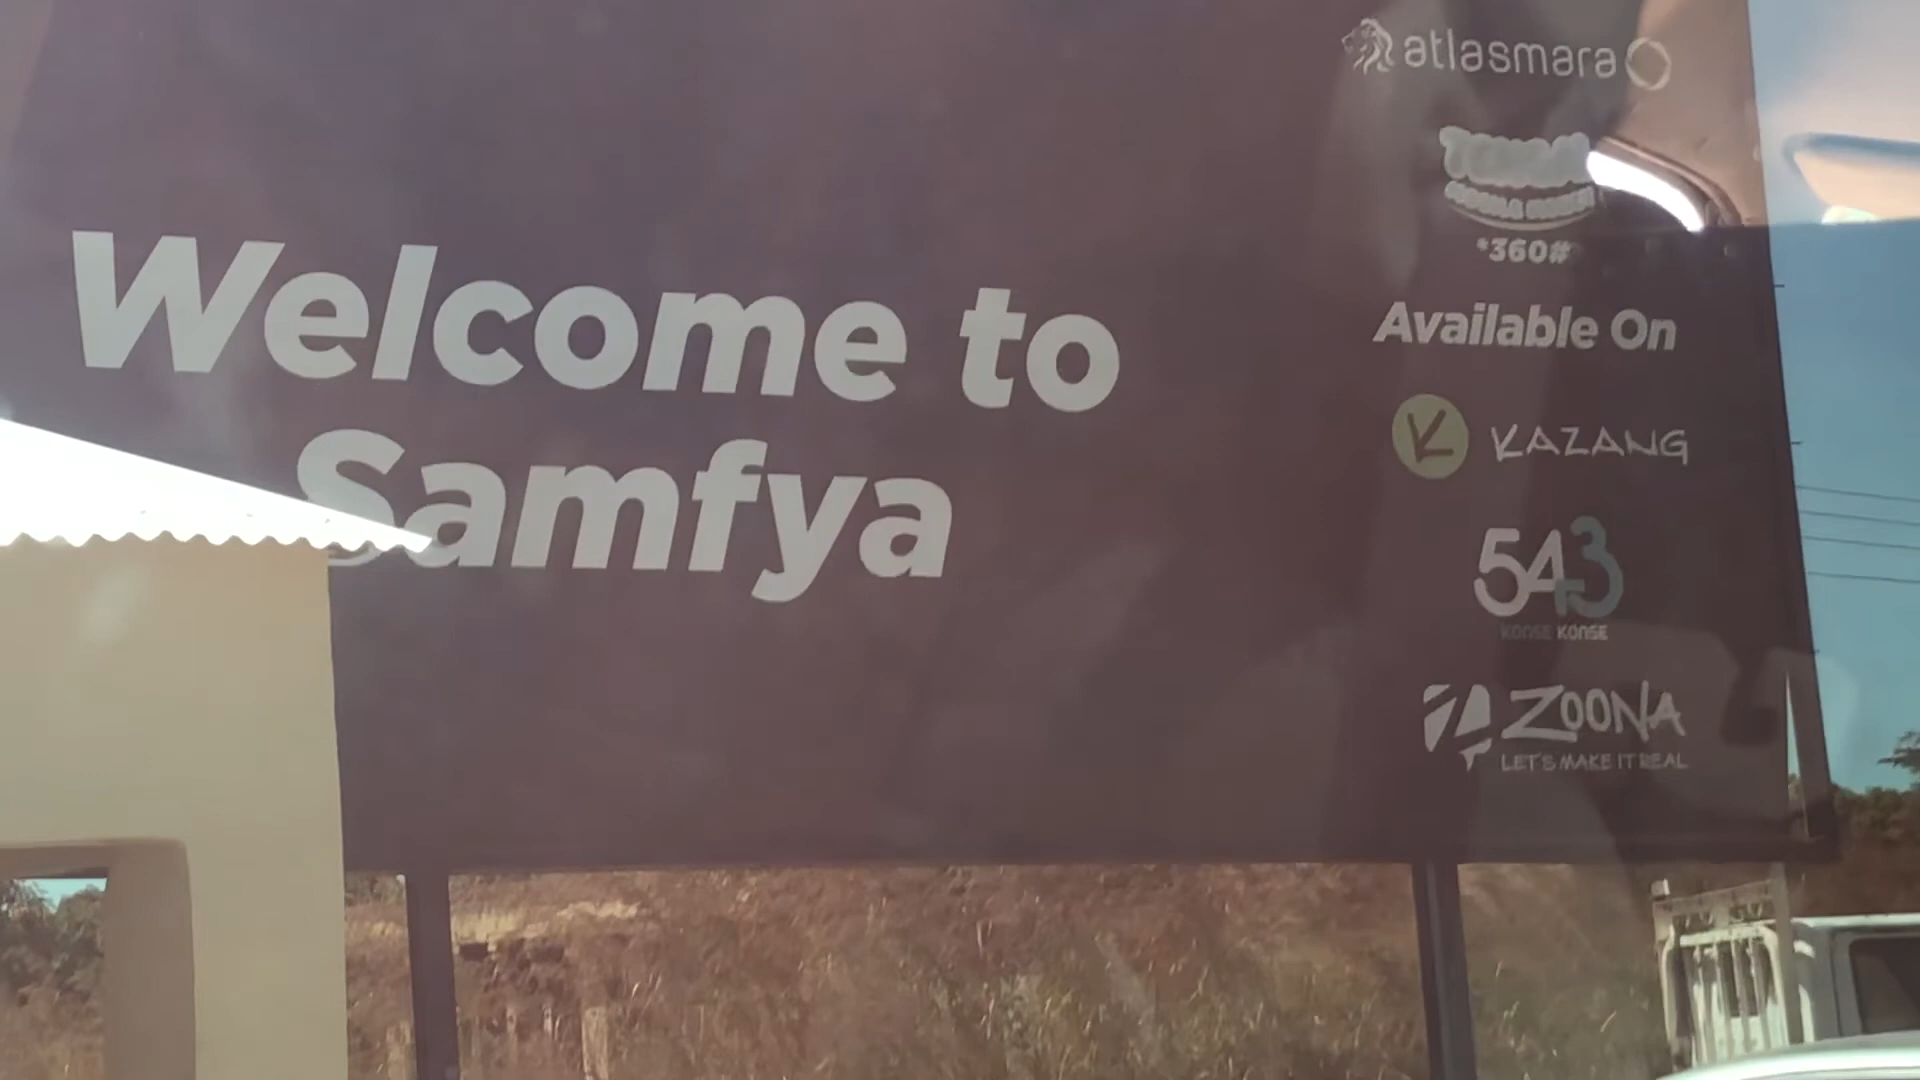 Welcome to
Samfya
atlasmara
*360#
Available On
KAZANG
543
KONSE KONSE
ZOONA
LET'S MAKE IT REAL